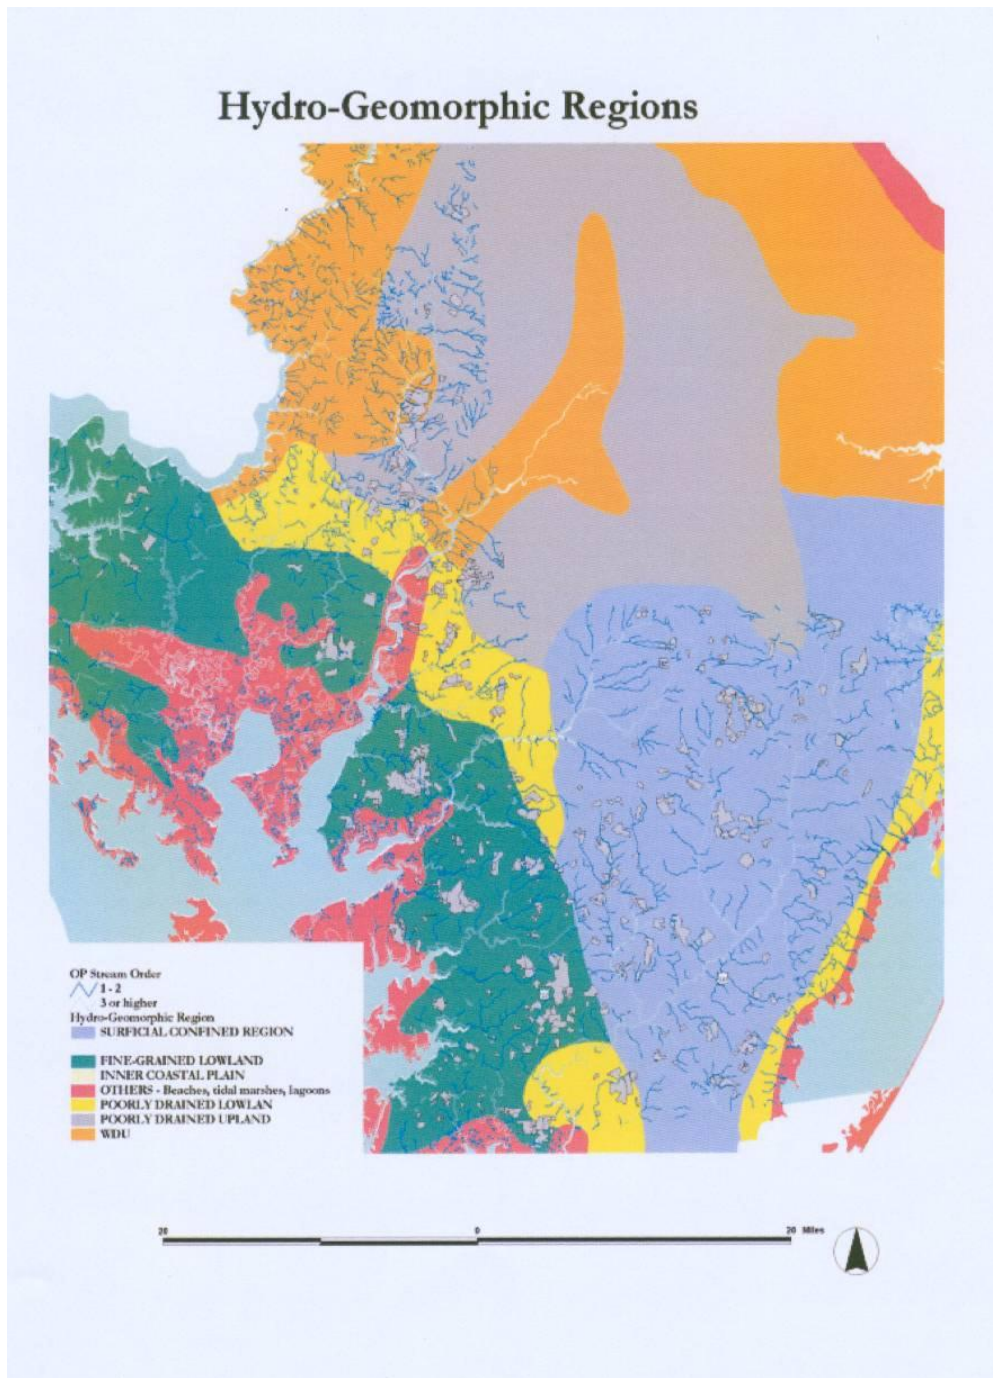 Hydro-Geomorphic Regions
OP Stream Order
1 - 2
3 or higher
Hydro-Geomorphic Region
SURFICIAL CONFINED REGION
FINE-GRAINED LOWLAND
INNER COASTAL PLAIN
OTHERS - Beaches, tidal marshes, lagoons
POORLY DRAINED LOWLAN
POORLY DRAINED UPLAND
WDU
20 0 20 Miles